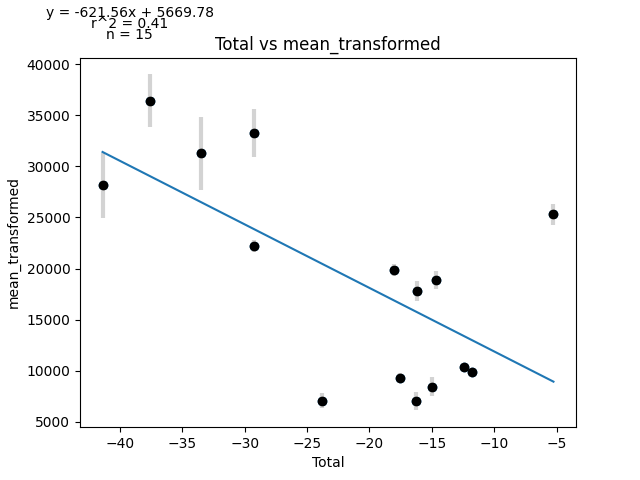 y = -621.56x + 5669.78
r^2 = 0.41
n = 15
Total vs mean_transformed
40000
35000
30000
25000
20000
15000
10000
5000
mean_transformed
−40
−35
−30
−25
−20
−15
−10
−5
Total